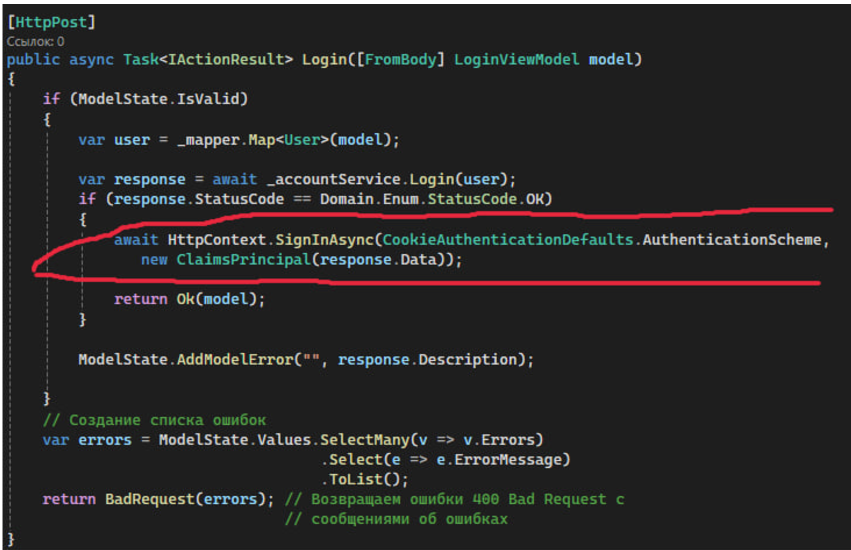 [HttpPost]
Ссылок: 0
public async Task<IActionResult> Login([FromBody] LoginViewModel model)
{
    if (ModelState.IsValid)
    {
        var user = _mapper.Map<User>(model);

        var response = await _accountService.Login(user);
        if (response.StatusCode == Domain.Enum.StatusCode.OK)
        {
            await HttpContext.SignInAsync(CookieAuthenticationDefaults.AuthenticationScheme,
               new ClaimsPrincipal(response.Data));

            return Ok(model);
        }

        ModelState.AddModelError("", response.Description);

    }
    // Создание списка ошибок
    var errors = ModelState.Values.SelectMany(v => v.Errors)
                                   .Select(e => e.ErrorMessage)
                                   .ToList();
    return BadRequest(errors); // Возвращаем ошибки 400 Bad Request с
                               // сообщениями об ошибках
}